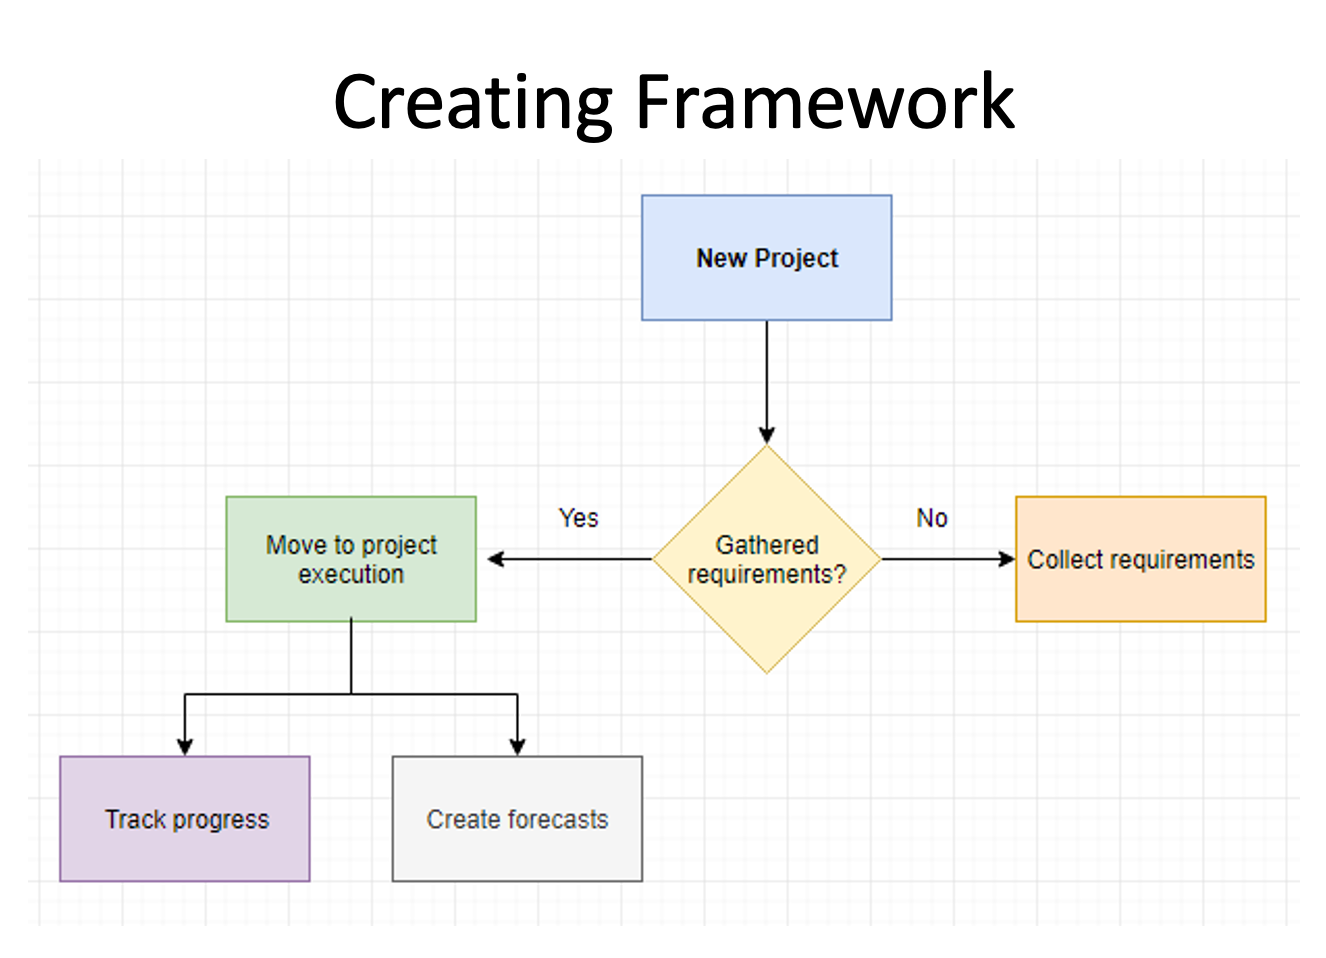 Creating Framework
New Project
Yes
No
Move to project
execution
Gathered
requirements?
Collect requirements
Track progress
Create forecasts